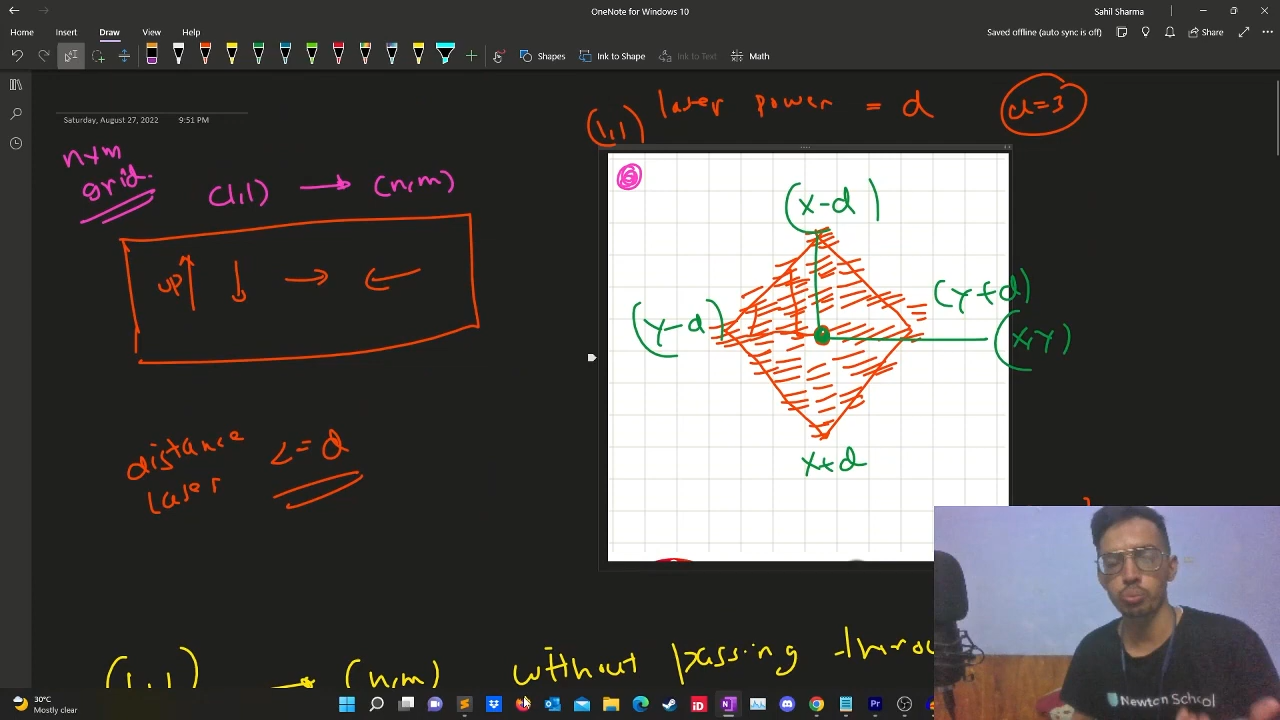 OneNote for Windows 10
Sahil Sharma
Home Insert Draw View Help
Saved offline (auto sync is off)
Share
Shapes
Ink to Shape
Ink to Text
Math
Saturday, August 27, 2022 9:51 PM
(1,1) laser power = d
d=3
n*m
grid.
(1,1) → (n,m)
up ↑ ↓ → ←
(x-d )
(y+d)
(y-d)
(x,y)
x+d
distance <= d
laser
(1,1) → (n,m) without passing
Newton School
iD
N
Pr
30°C
Mostly clear